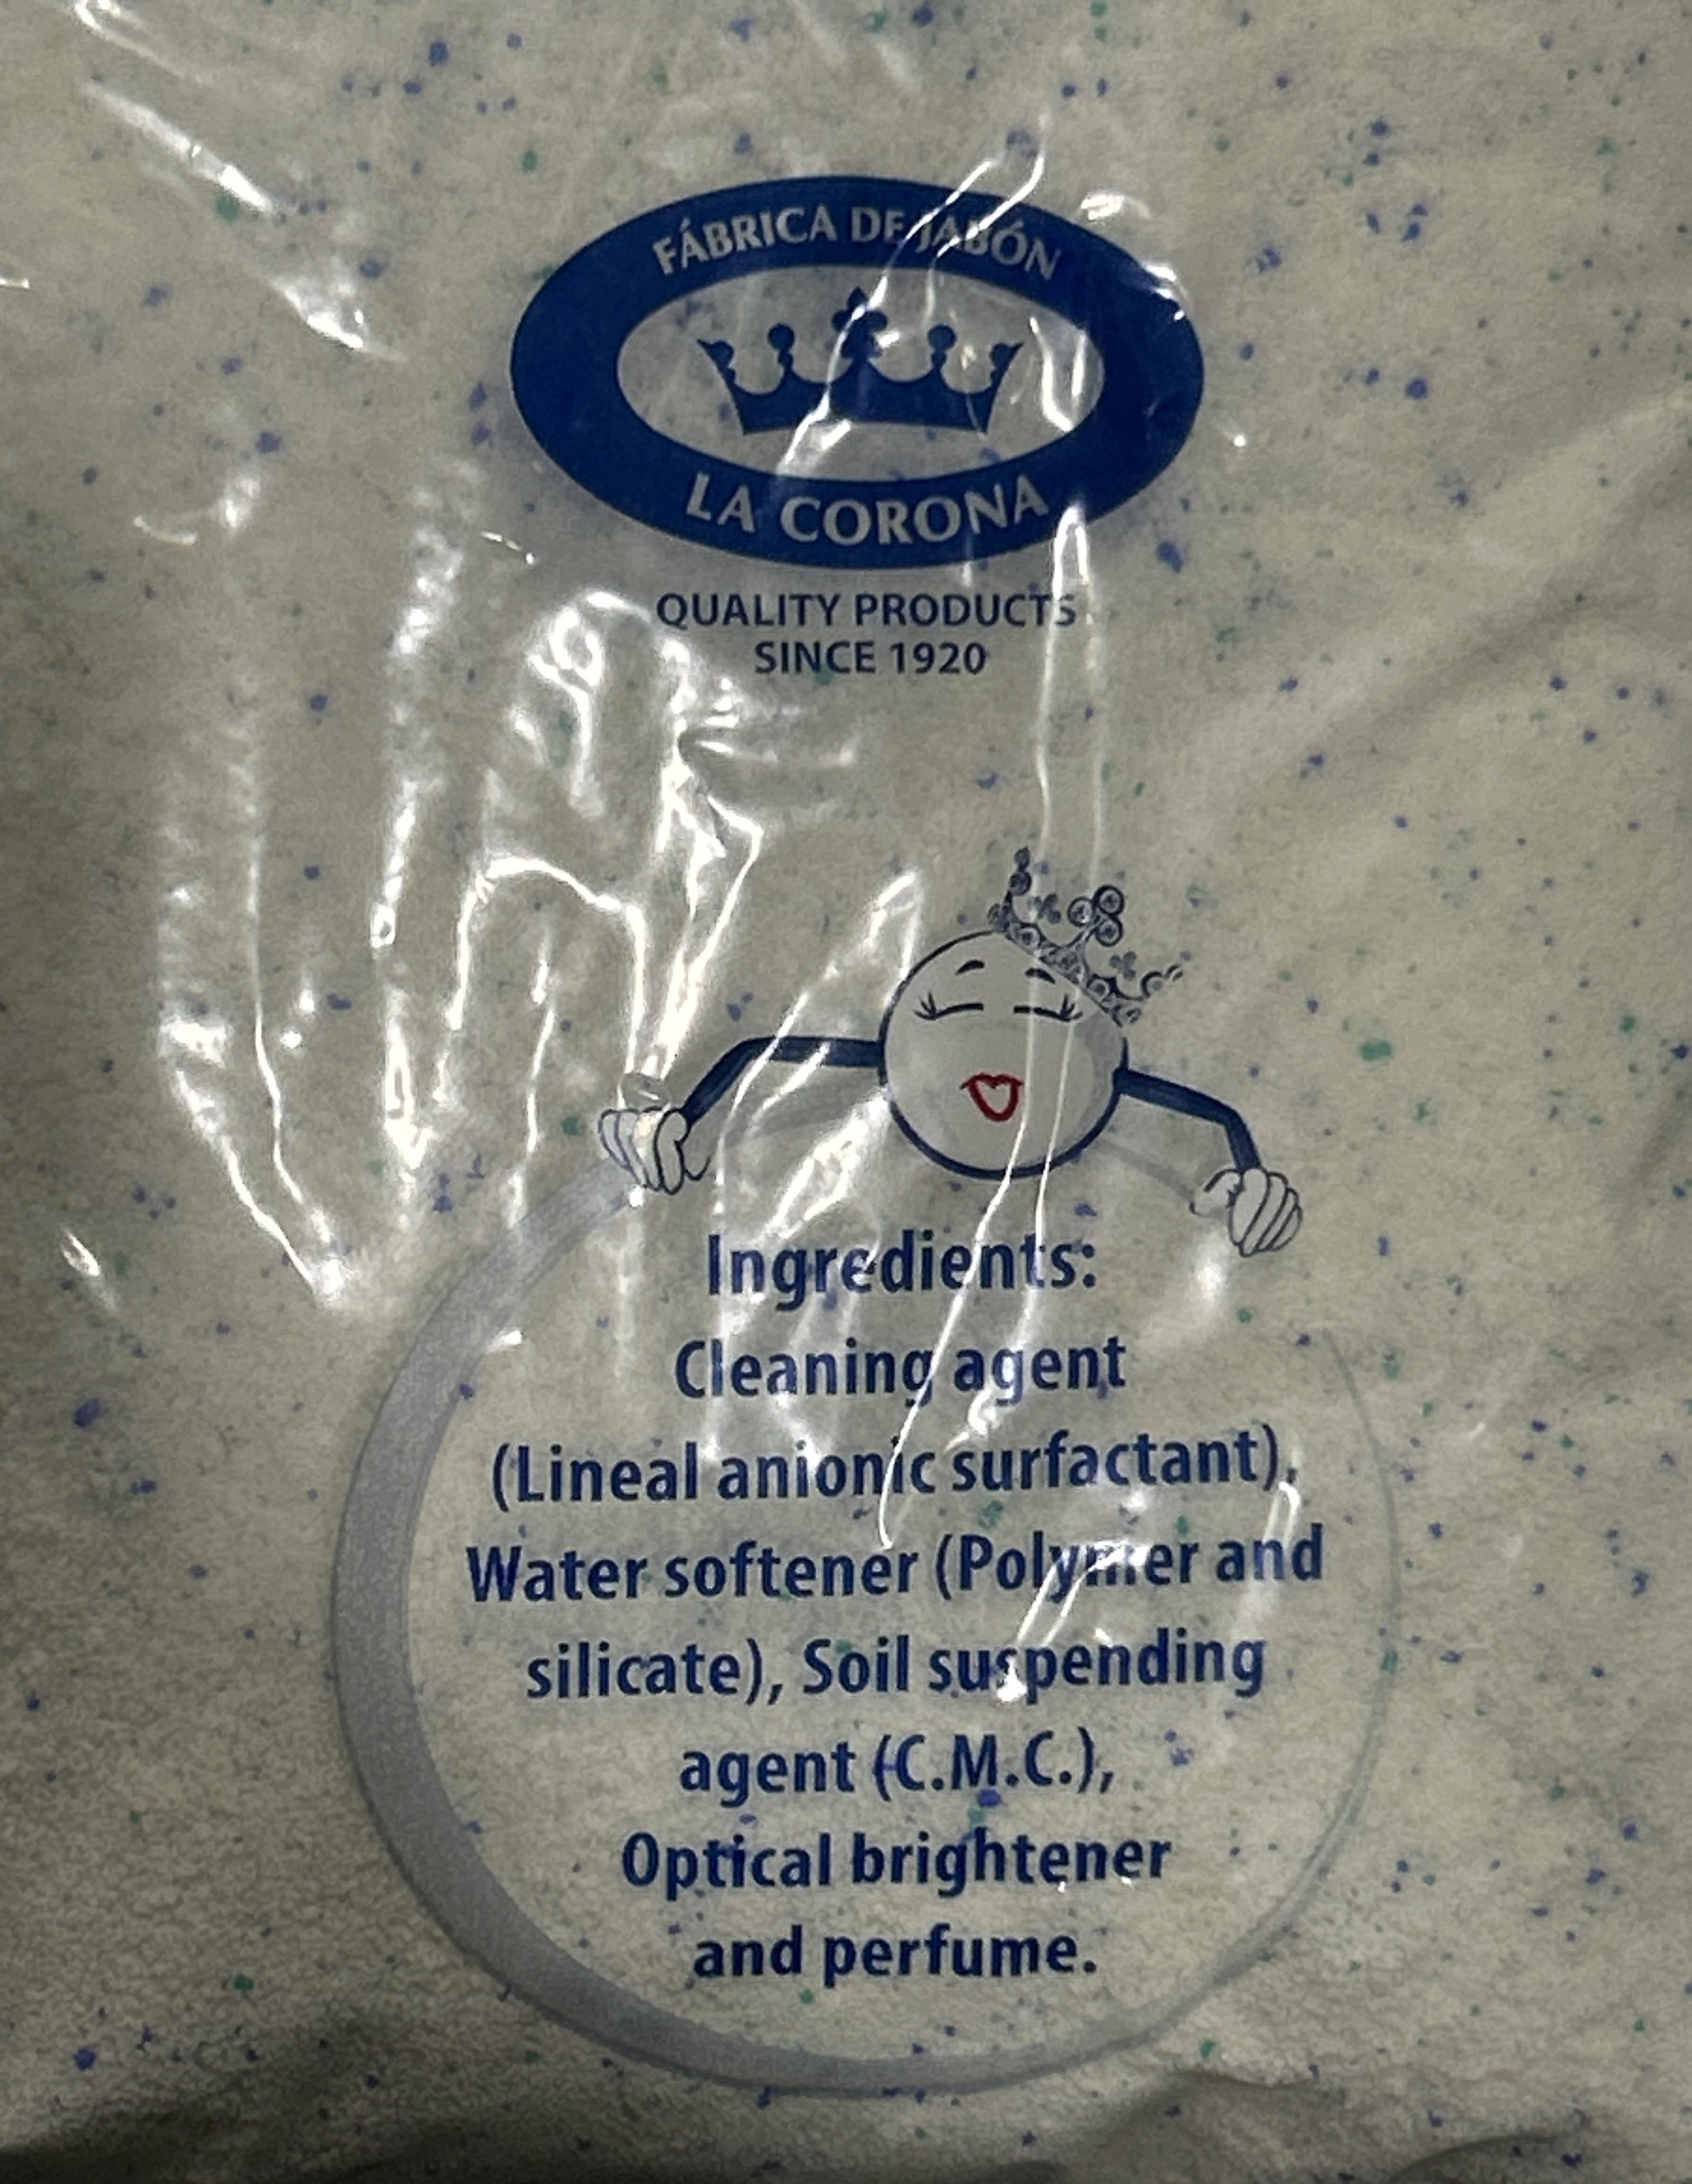 FÁBRICA DE JABÓN
LA CORONA
QUALITY PRODUCTS
SINCE 1920
Ingredients:
Cleaning agent
(Lineal anionic surfactant),
Water softener (Polymer and
silicate), Soil suspending
agent (C.M.C.),
Optical brightener
and perfume.